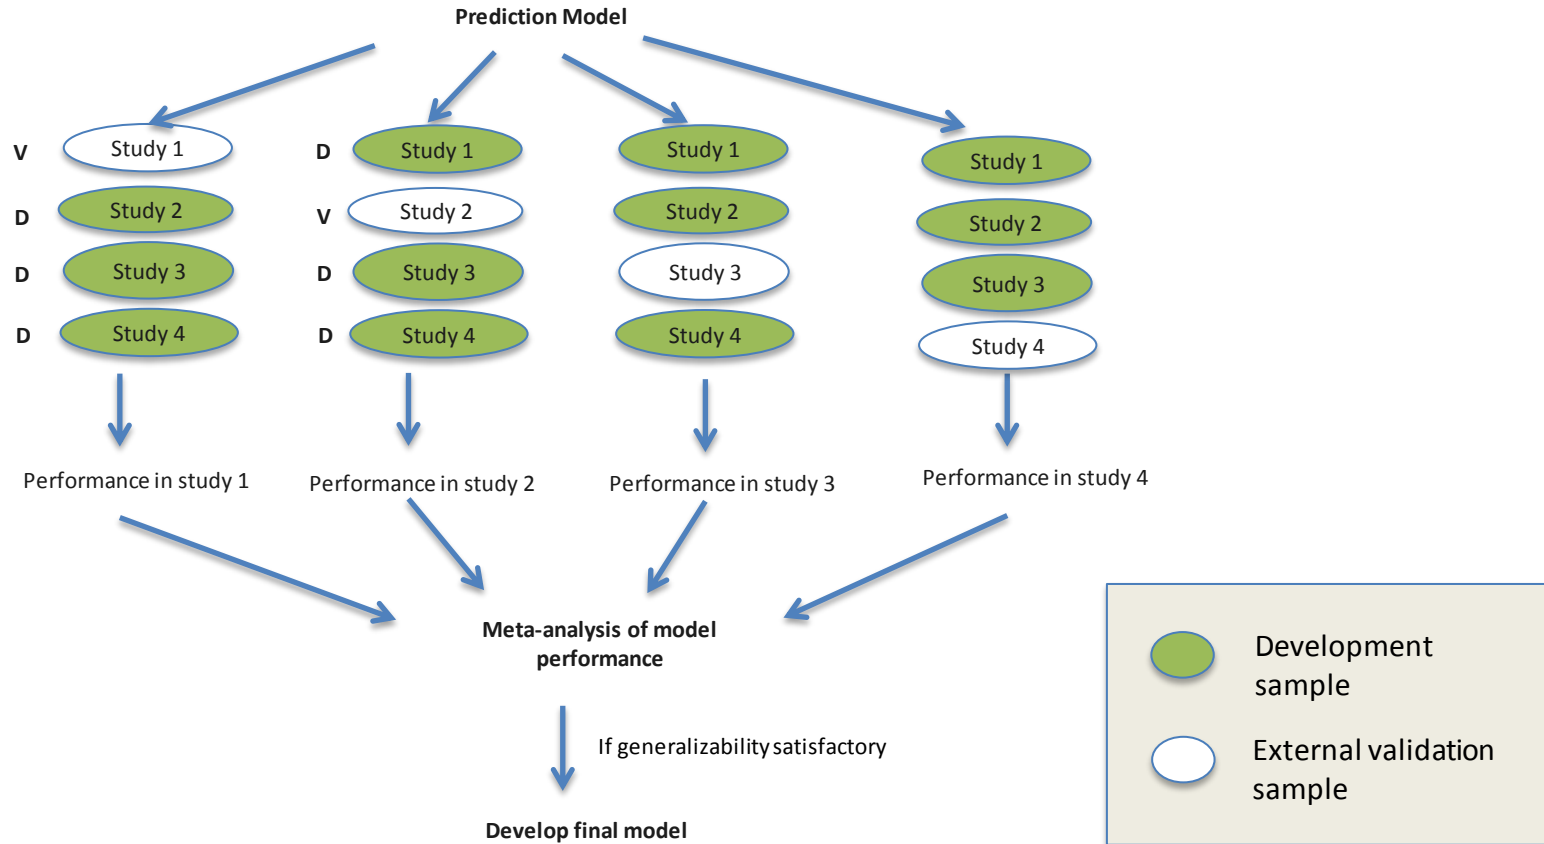 Prediction Model
V
Study 1
D
Study 2
D
Study 3
D
Study 4
D
Study 1
V
Study 2
D
Study 3
D
Study 4
Study 1
Study 2
Study 3
Study 4
Study 1
Study 2
Study 3
Study 4
Performance in study 1
Performance in study 2
Performance in study 3
Performance in study 4
Meta-analysis of model
performance
If generalizability satisfactory
Develop final model
Development
sample
External validation
sample